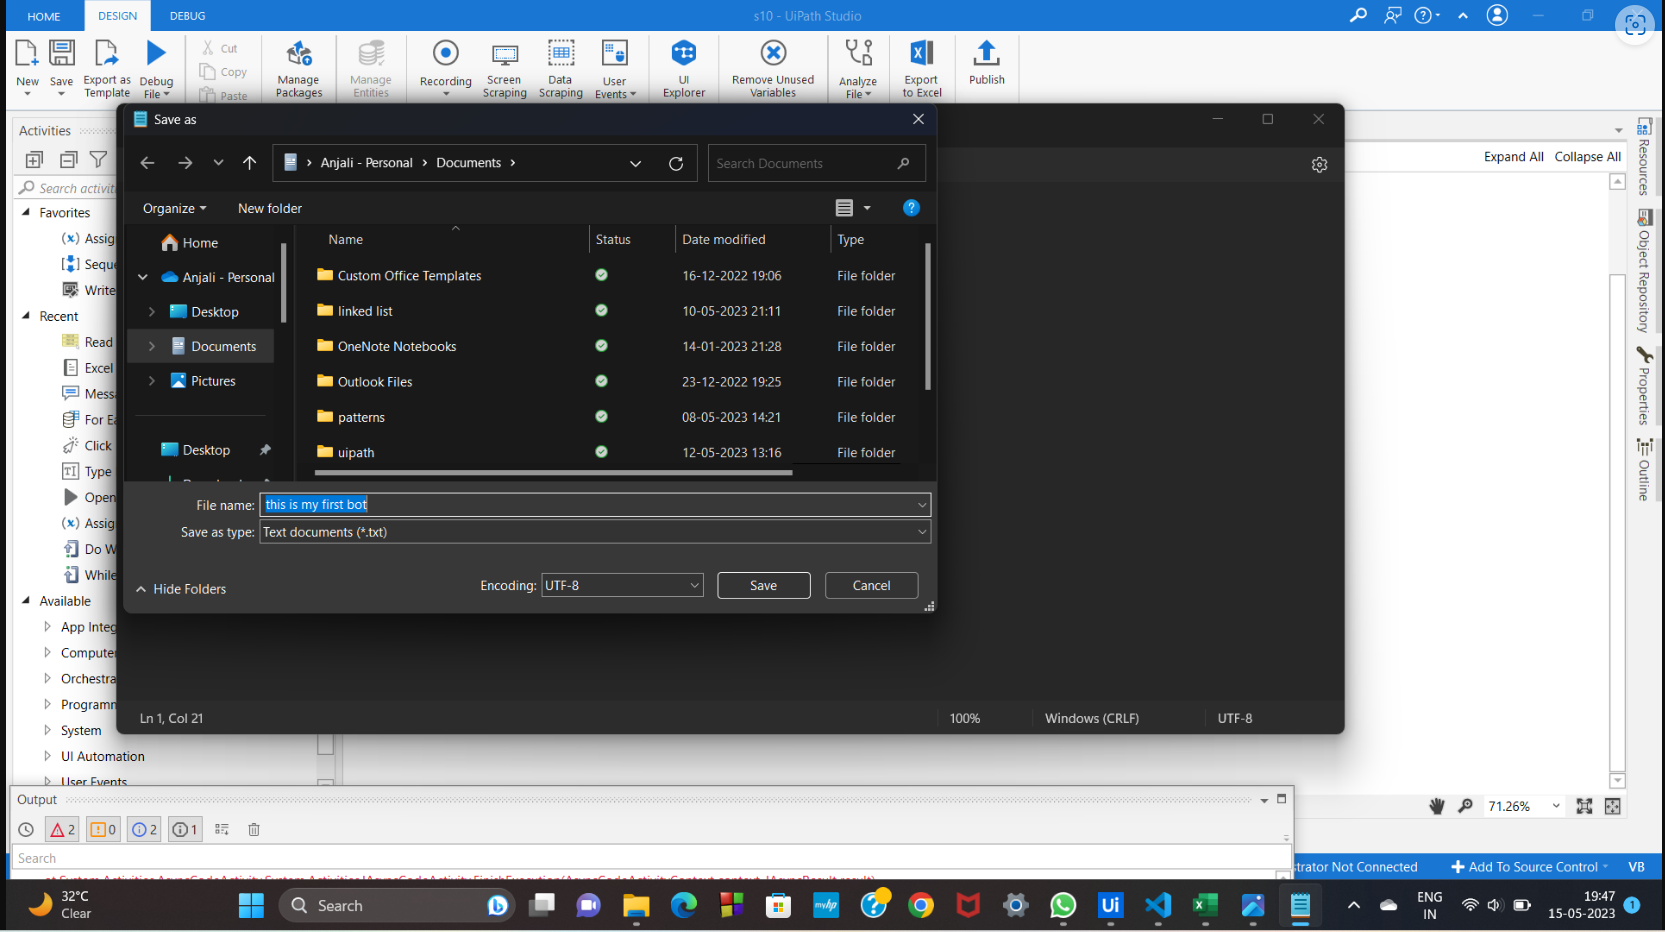 HOME DESIGN DEBUG
s10 - UiPath Studio
New
Save
Export as Template
Debug File
Cut
Copy
Paste
Manage Packages
Manage Entities
Recording
Screen Scraping
Data Scraping
User Events
UI Explorer
Remove Unused Variables
Analyze File
Export to Excel
Publish
Activities
Search activiti
Favorites
(x) Assig
Sequ
Write
Recent
Read
Excel
Messa
For Ea
Click
Type
Open
(x) Assig
Do W
While
Available
App Integ
Computer
Orchestra
Programm
System
UI Automation
User Events
Save as
Anjali - Personal > Documents >
Search Documents
Organize
New folder
Home
Anjali - Personal
Desktop
Documents
Pictures
Desktop
Name Status Date modified Type
Custom Office Templates 16-12-2022 19:06 File folder
linked list 10-05-2023 21:11 File folder
OneNote Notebooks 14-01-2023 21:28 File folder
Outlook Files 23-12-2022 19:25 File folder
patterns 08-05-2023 14:21 File folder
uipath 12-05-2023 13:16 File folder
File name: this is my first bot
Save as type: Text documents (*.txt)
Hide Folders
Encoding: UTF-8
Save
Cancel
Ln 1, Col 21
100%
Windows (CRLF)
UTF-8
Expand All Collapse All
Resources
Object Repository
Properties
Outline
71.26%
Output
2 0 2 1
Search
strator Not Connected
Add To Source Control
VB
32°C
Clear
Search
myhp
Ui
ENG
IN
19:47
15-05-2023
1